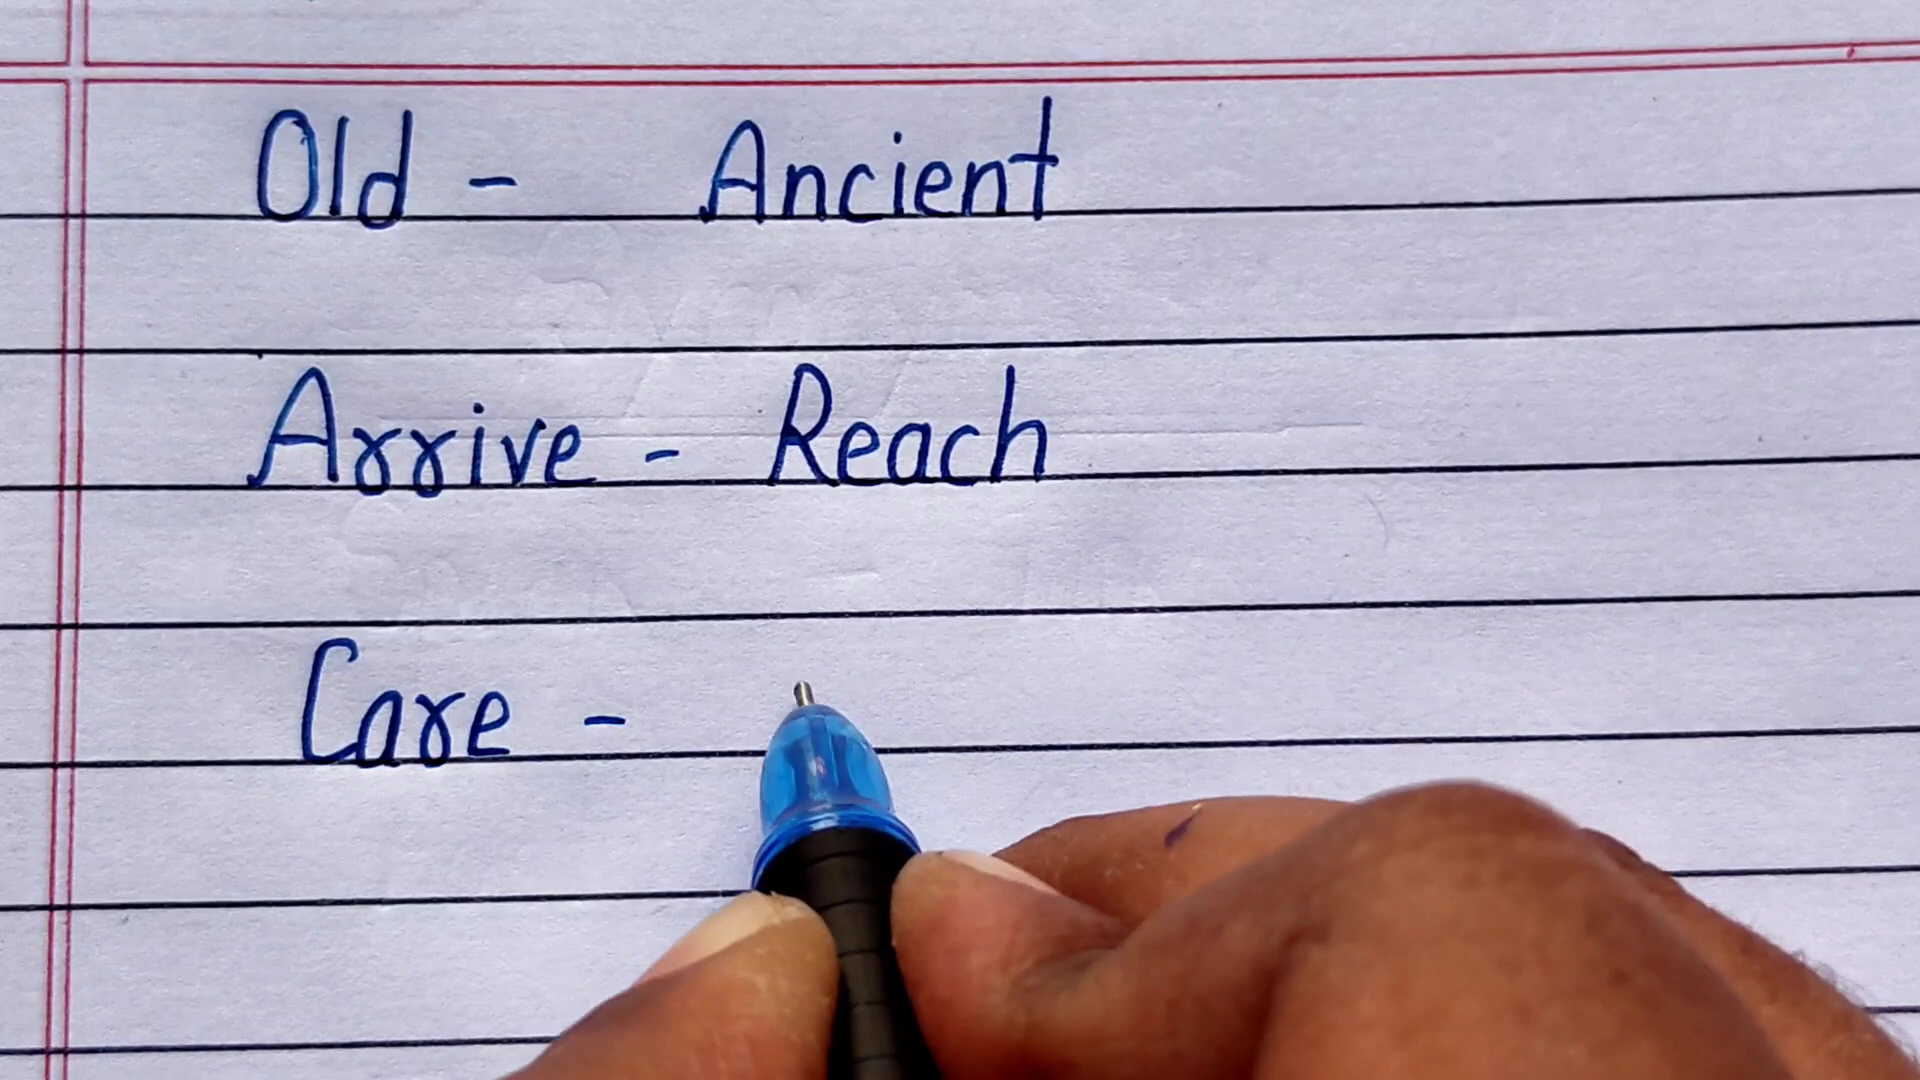 Old - Ancient
Arrive - Reach
Care -